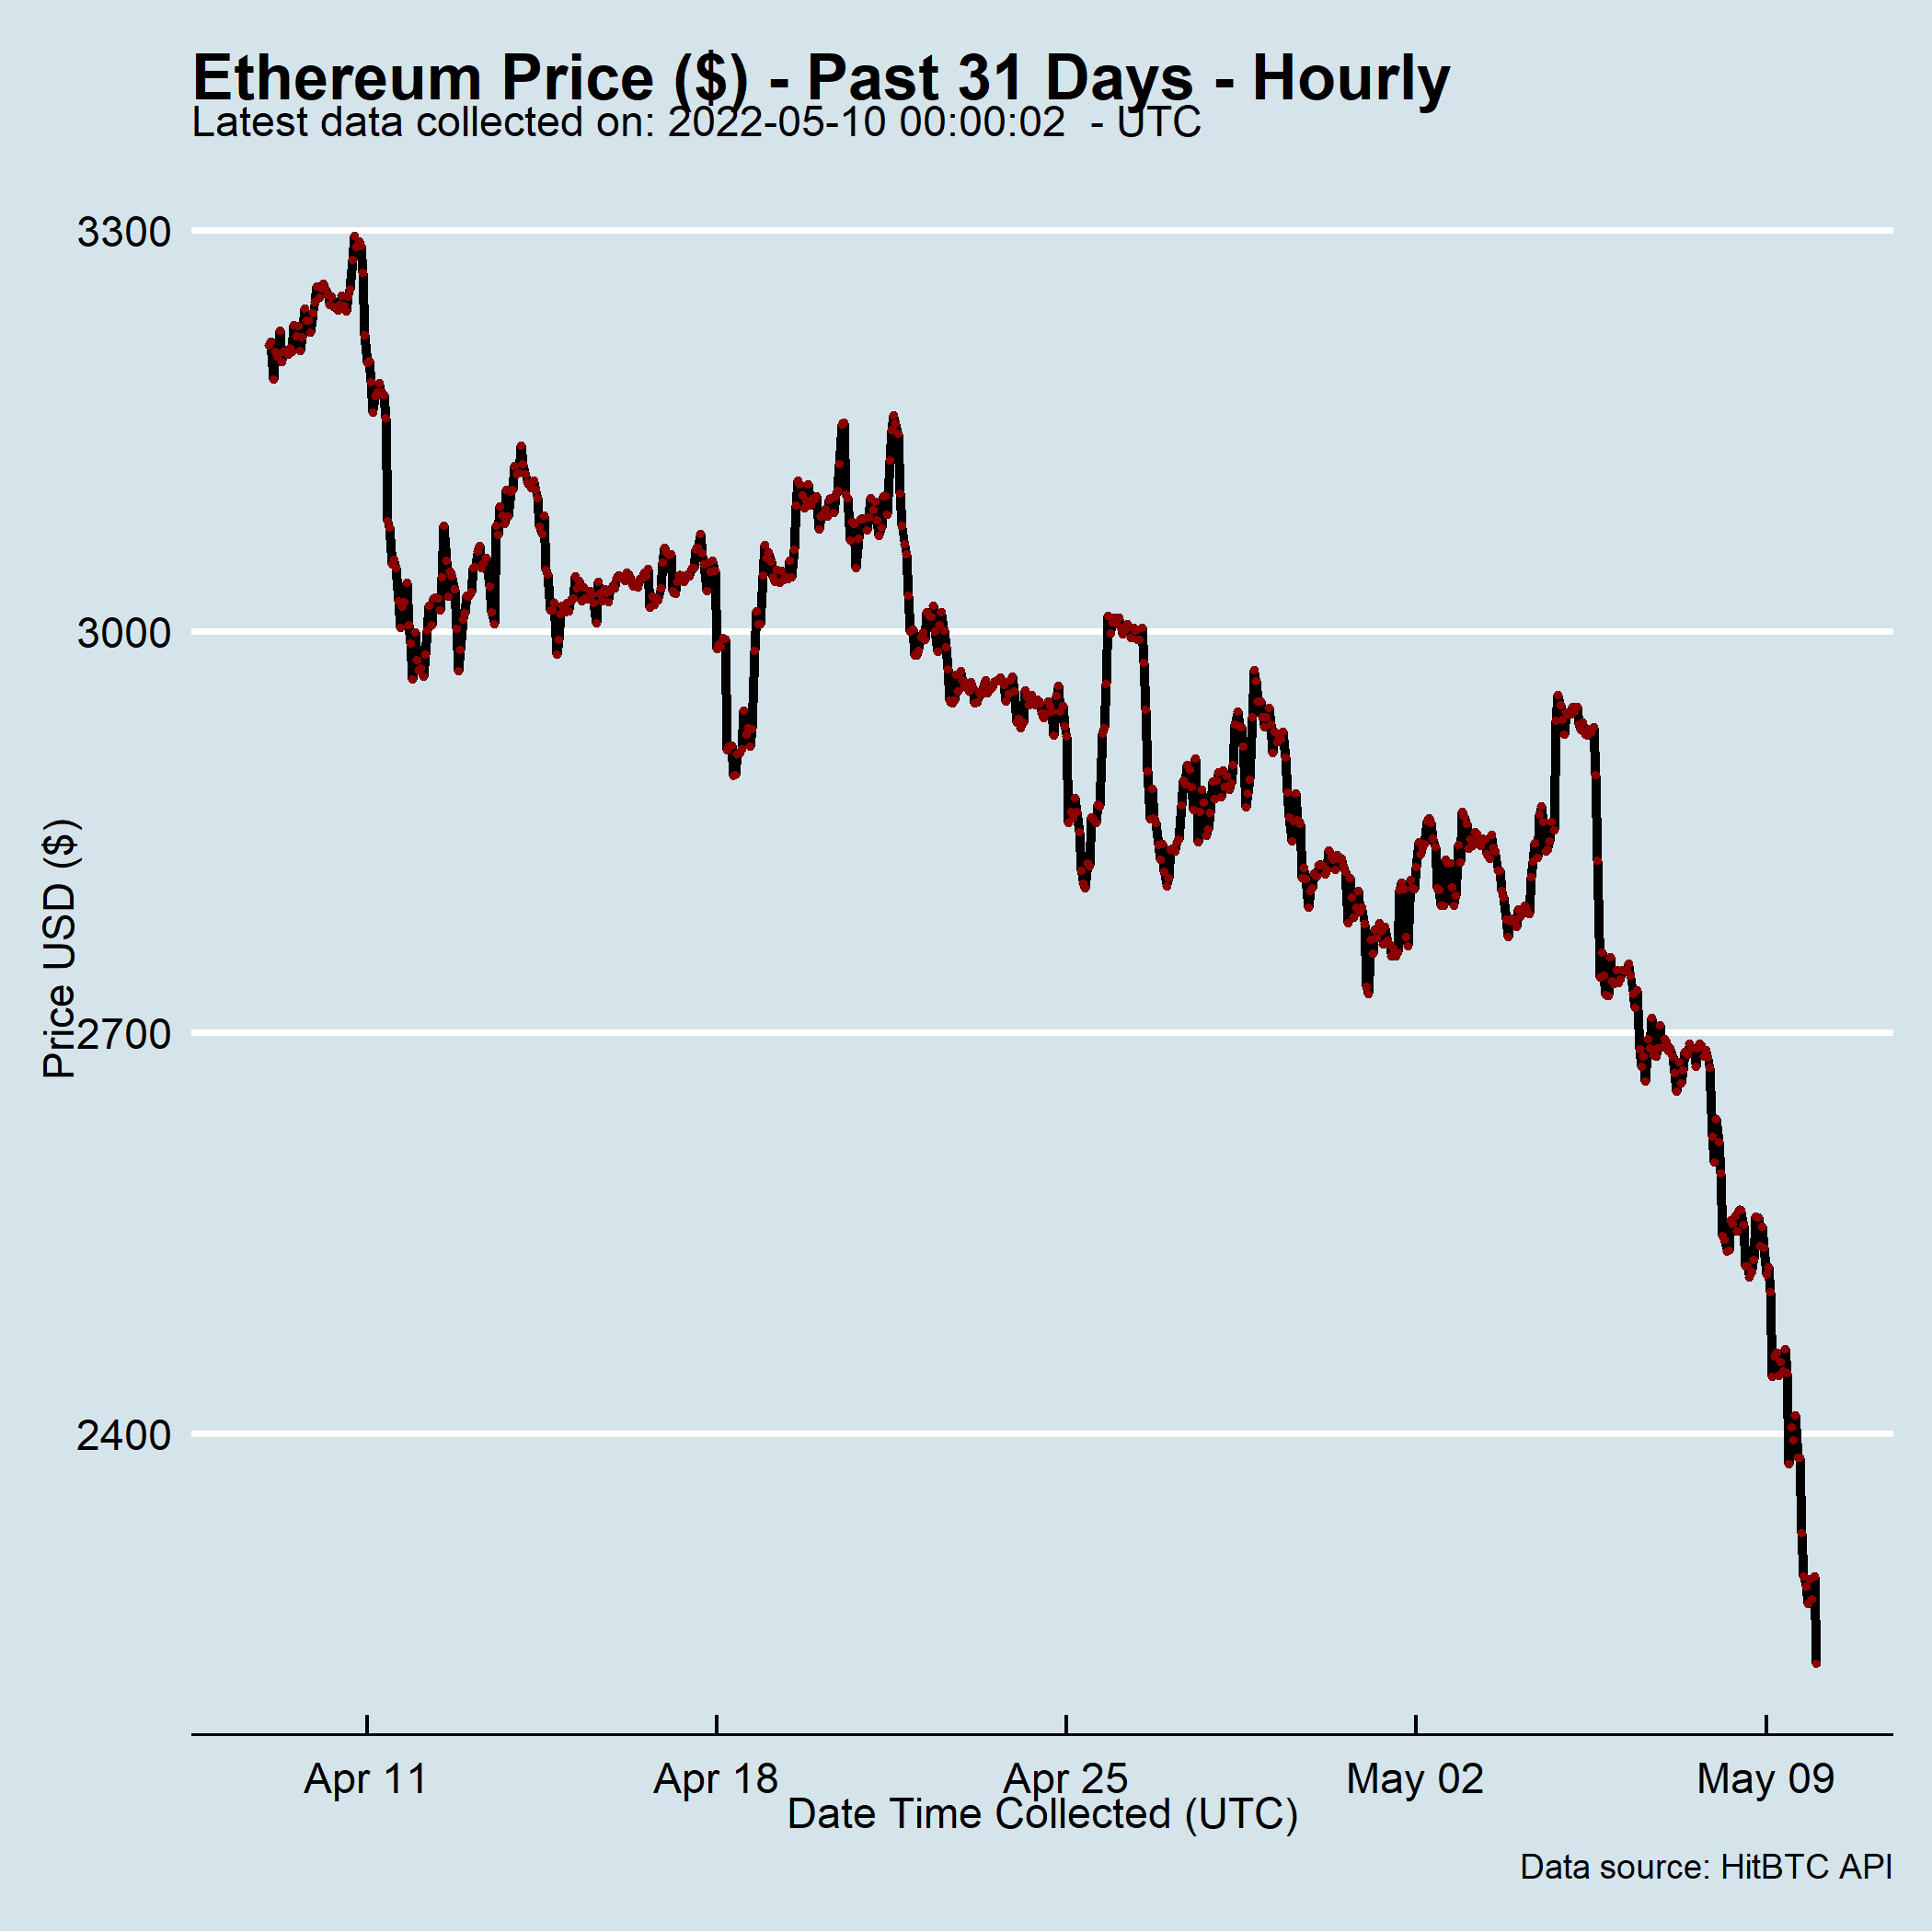 Ethereum Price ($) - Past 31 Days - Hourly
Latest data collected on: 2022-05-10 00:00:02  - UTC
3300
3000
2700
2400
Price USD ($)
Apr 11
Apr 18
Apr 25
May 02
May 09
Date Time Collected (UTC)
Data source: HitBTC API